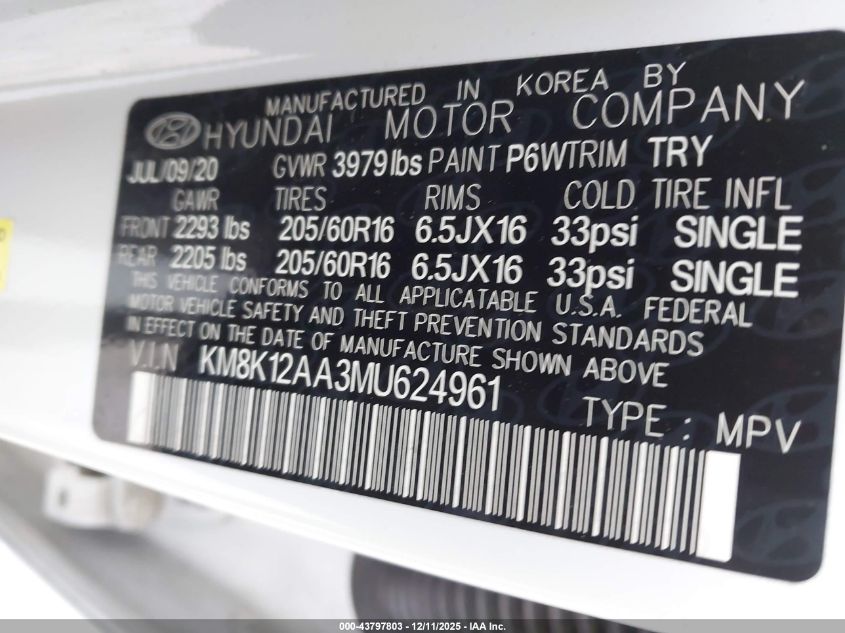 MANUFACTURED IN KOREA BY
HYUNDAI MOTOR COMPANY
JUL/09/20 GVWR 3979lbs PAINT P6W TRIM TRY
GAWR TIRES RIMS COLD TIRE INFL
FRONT 2293 lbs 205/60R16 6.5JX16 33psi SINGLE
REAR 2205 lbs 205/60R16 6.5JX16 33psi SINGLE
THIS VEHICLE CONFORMS TO ALL APPLICATABLE U.S.A. FEDERAL
MOTOR VEHICLE SAFETY AND THEFT PREVENTION STANDARDS
IN EFFECT ON THE DATE OF MANUFACTURE SHOWN ABOVE
V.I.N KM8K12AA3MU624961
TYPE : MPV
000-43797803 - 12/11/2025 - IAA Inc.